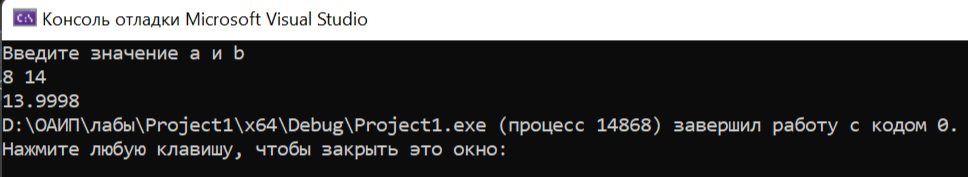 Консоль отладки Microsoft Visual Studio
Введите значение a и b
8 14
13.9998
D:\ОАИП\лабы\Project1\x64\Debug\Project1.exe (процесс 14868) завершил работу с кодом 0.
Нажмите любую клавишу, чтобы закрыть это окно: